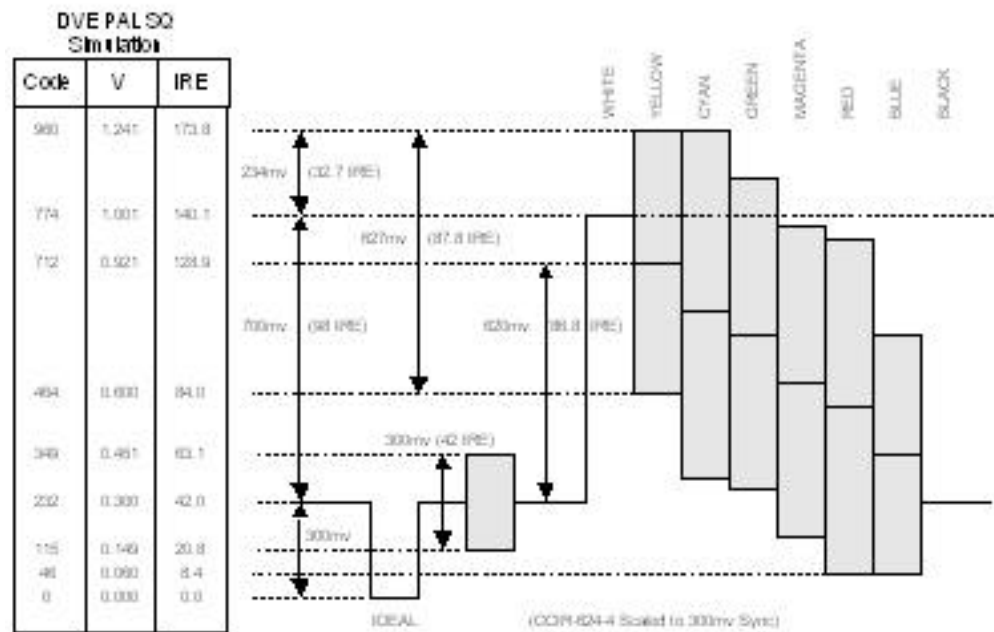 DVE PAL SQ
Simulation
Code V IRE
WHITE
YELLOW
CYAN
GREEN
MAGENTA
RED
BLUE
BLACK
960 1.241 173.8
234mv (32.7 IRE)
774 1.001 140.1
627mv (87.8 IRE)
712 0.921 128.9
700mv (98 IRE)
620mv (86.8 IRE)
464 0.600 84.0
300mv (42 IRE)
349 0.451 63.1
232 0.300 42.0
300mv
115 0.149 20.8
46 0.060 8.4
0 0.000 0.0
IDEAL
(CCIR-624-4 Scaled to 300mv Sync)